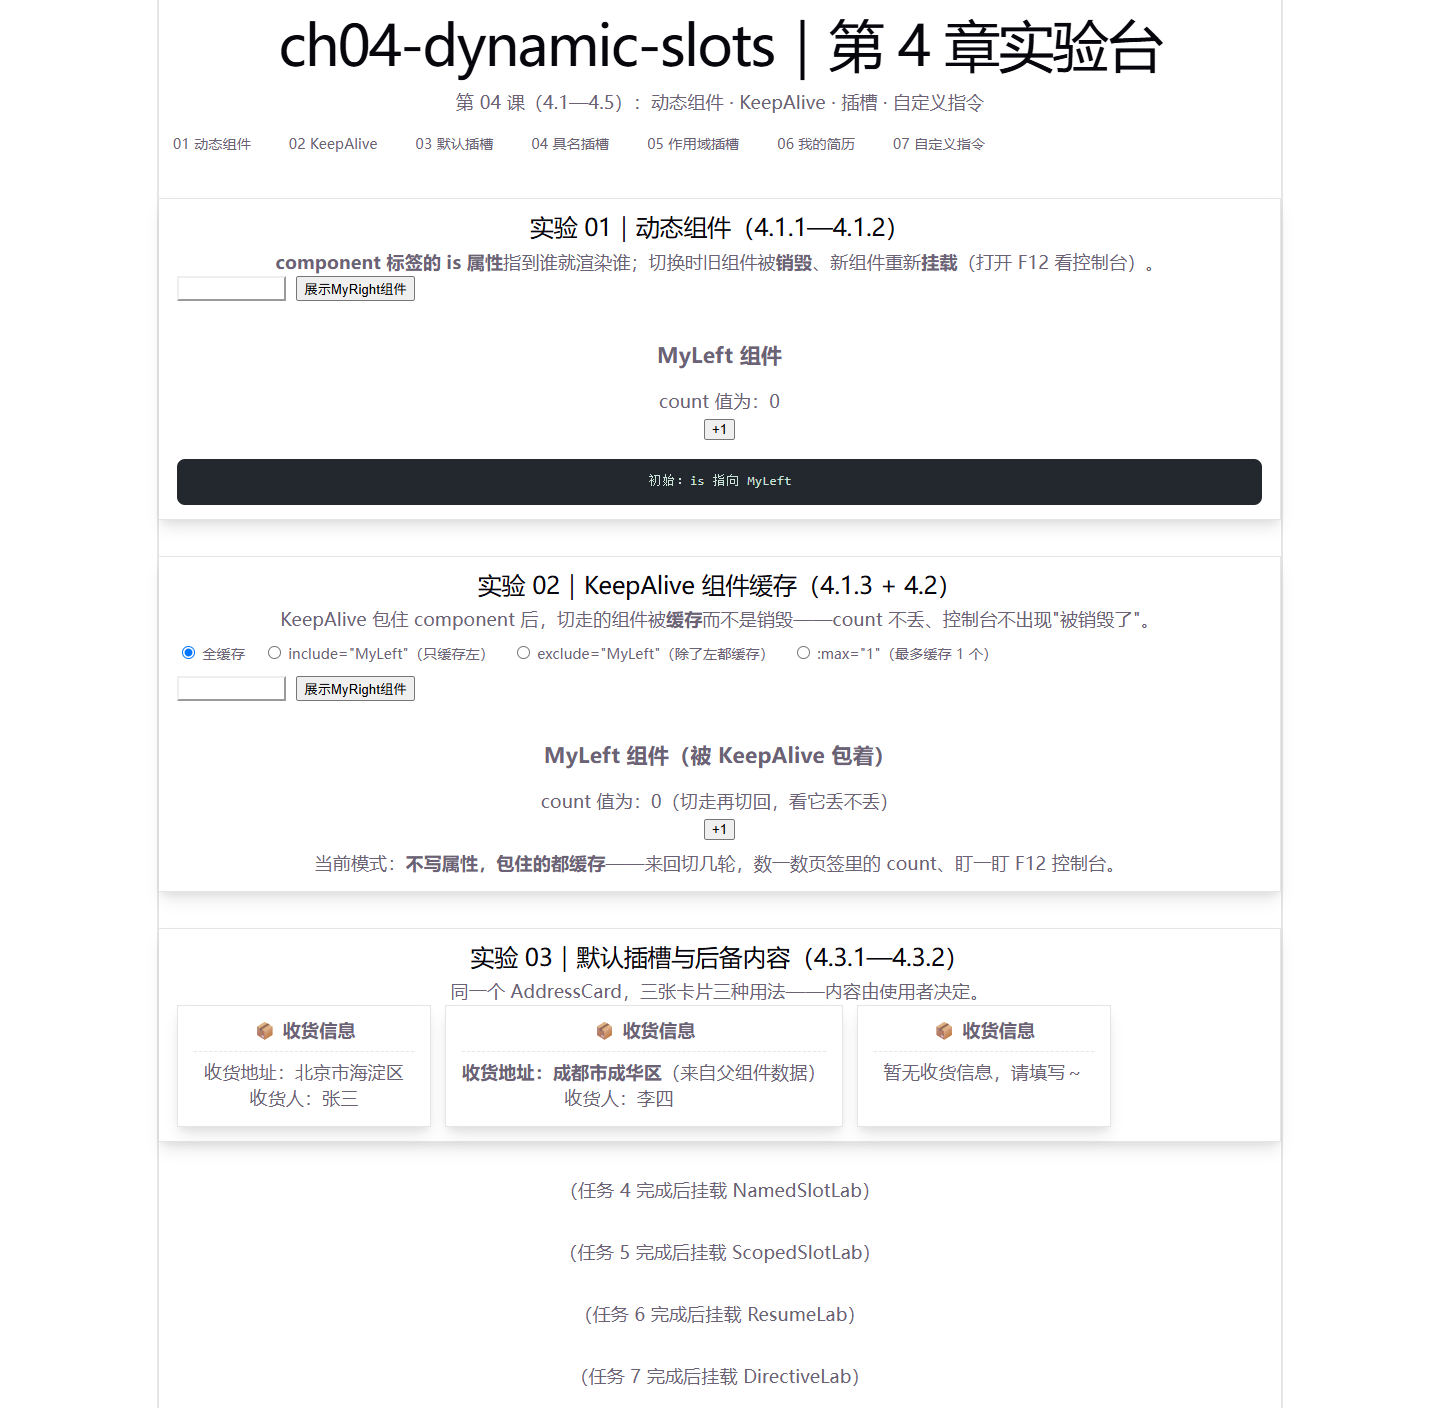 ch04-dynamic-slots｜第 4 章实验台
第 04 课（4.1—4.5）：动态组件 · KeepAlive · 插槽 · 自定义指令
01 动态组件 02 KeepAlive 03 默认插槽 04 具名插槽 05 作用域插槽 06 我的简历 07 自定义指令
实验 01｜动态组件（4.1.1—4.1.2）
component 标签的 is 属性指到谁就渲染谁；切换时旧组件被销毁、新组件重新挂载（打开 F12 看控制台）。
展示MyRight组件
MyLeft 组件
count 值为：0
+1
初始：is 指向 MyLeft
实验 02｜KeepAlive 组件缓存（4.1.3 + 4.2）
KeepAlive 包住 component 后，切走的组件被缓存而不是销毁——count 不丢、控制台不出现"被销毁了"。
全缓存 include="MyLeft"（只缓存左） exclude="MyLeft"（除了左都缓存） :max="1"（最多缓存 1 个）
展示MyRight组件
MyLeft 组件（被 KeepAlive 包着）
count 值为：0（切走再切回，看它丢不丢）
+1
当前模式：不写属性，包住的都缓存——来回切几轮，数一数页签里的 count、盯一盯 F12 控制台。
实验 03｜默认插槽与后备内容（4.3.1—4.3.2）
同一个 AddressCard，三张卡片三种用法——内容由使用者决定。
📦 收货信息
收货地址：北京市海淀区
收货人：张三
📦 收货信息
收货地址：成都市成华区（来自父组件数据）
收货人：李四
📦 收货信息
暂无收货信息，请填写～
（任务 4 完成后挂载 NamedSlotLab）
（任务 5 完成后挂载 ScopedSlotLab）
（任务 6 完成后挂载 ResumeLab）
（任务 7 完成后挂载 DirectiveLab）